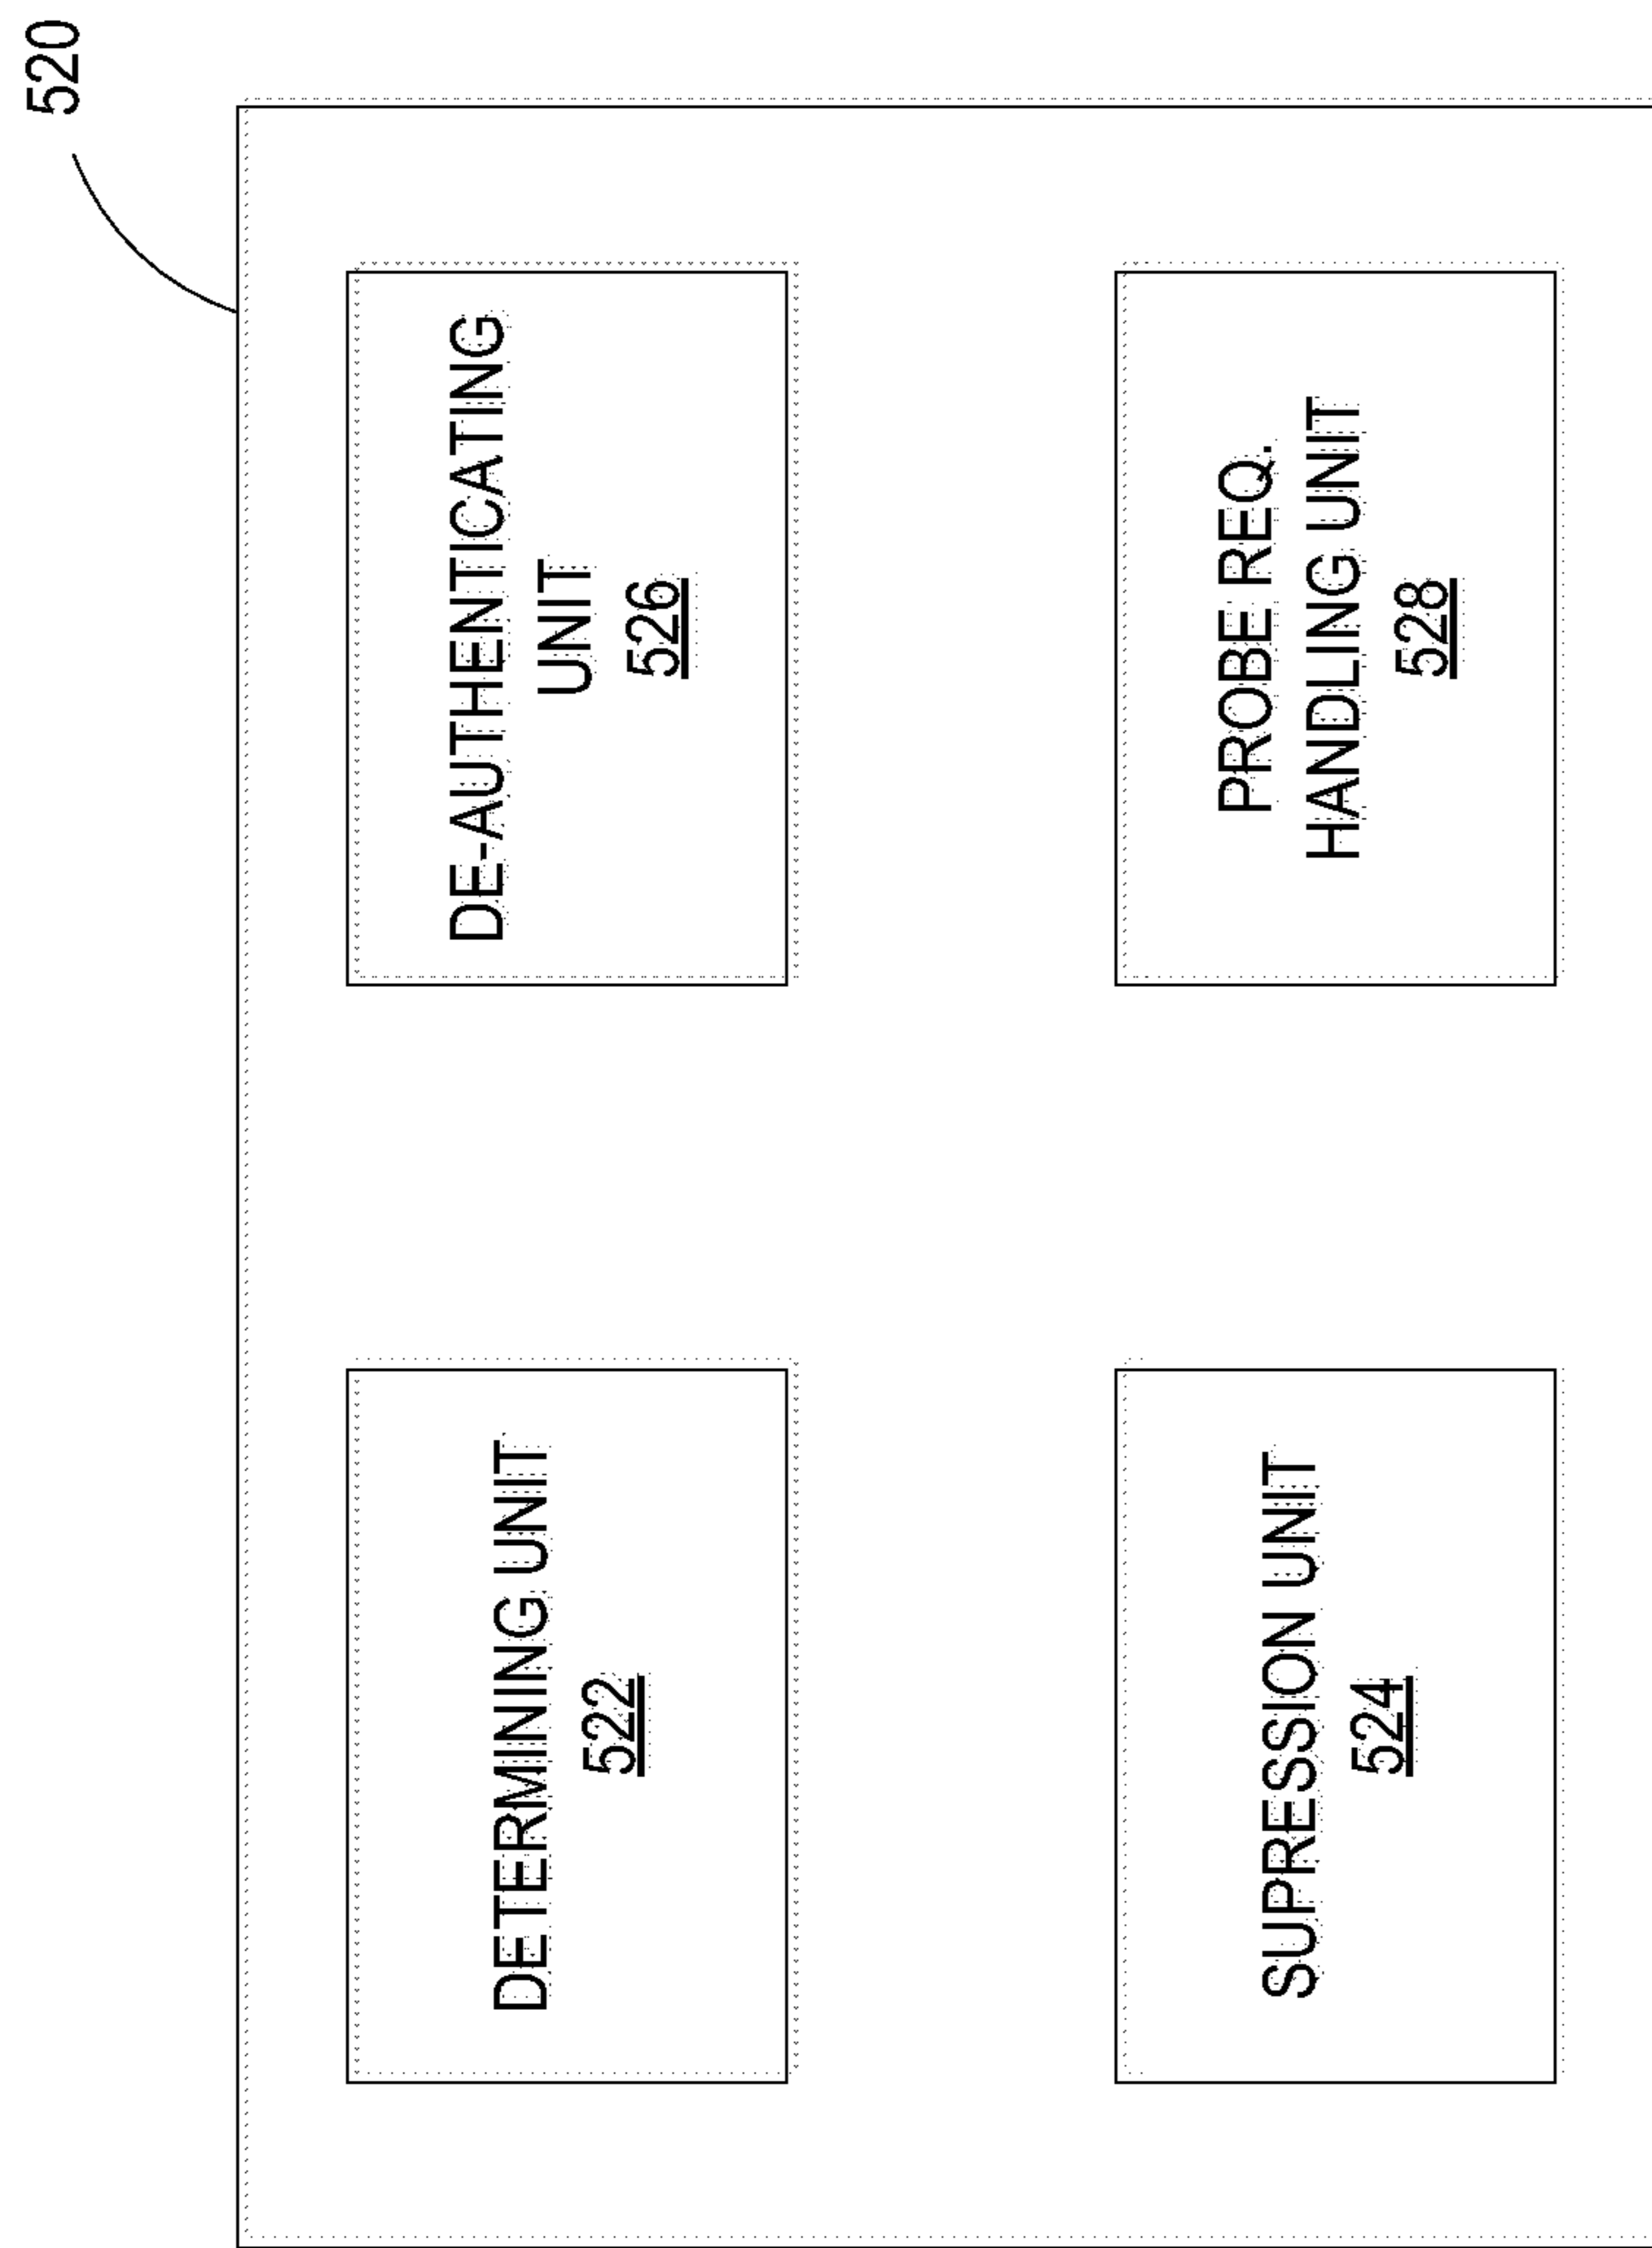 520
DETERMINING UNIT
522
DE-AUTHENTICATING
UNIT
526
SUPRESSION UNIT
524
PROBE REQ.
HANDLING UNIT
528